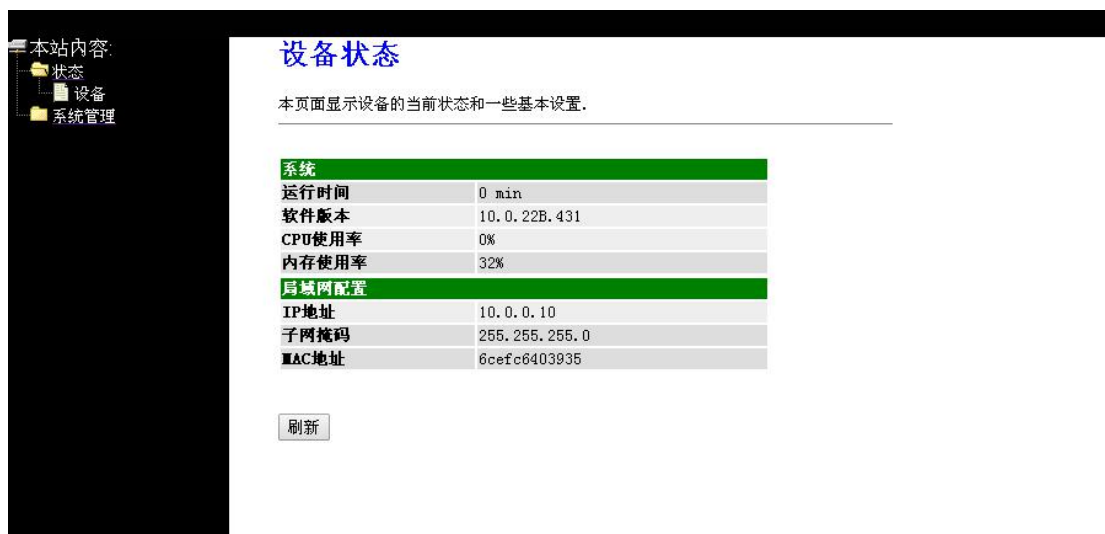 本站内容:
状态
设备
系统管理
设备状态
本页面显示设备的当前状态和一些基本设置.
系统
运行时间 0 min
软件版本 10.0.22B.431
CPU使用率 0%
内存使用率 32%
局域网配置
IP地址 10.0.0.10
子网掩码 255.255.255.0
MAC地址 6cefc6403935
刷新